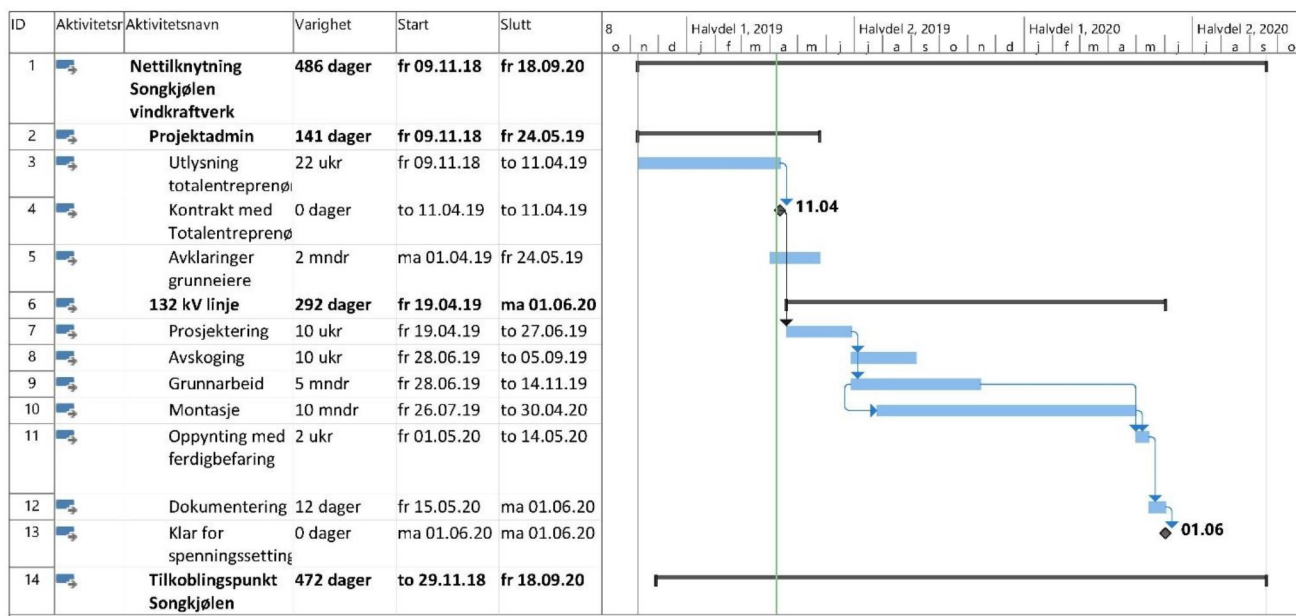 ID AktivitetsrAktivitetsnavn Varighet Start Slutt 8 Halvdel 1, 2019 Halvdel 2, 2019 Halvdel 1, 2020 Halvdel 2, 2020
o n d j f m a m j j a s o n d j f m a m j j a s o
1 Nettilknytning 486 dager fr 09.11.18 fr 18.09.20
Songkjølen
vindkraftverk
2 Projektadmin 141 dager fr 09.11.18 fr 24.05.19
3 Utlysning 22 ukr fr 09.11.18 to 11.04.19
totalentreprenø
4 Kontrakt med 0 dager to 11.04.19 to 11.04.19 11.04
Totalentreprenø
5 Avklaringer 2 mndr ma 01.04.19 fr 24.05.19
grunneiere
6 132 kV linje 292 dager fr 19.04.19 ma 01.06.20
7 Prosjektering 10 ukr fr 19.04.19 to 27.06.19
8 Avskoging 10 ukr fr 28.06.19 to 05.09.19
9 Grunnarbeid 5 mndr fr 28.06.19 to 14.11.19
10 Montasje 10 mndr fr 26.07.19 to 30.04.20
11 Oppynting med 2 ukr fr 01.05.20 to 14.05.20
ferdigbefaring
12 Dokumentering 12 dager fr 15.05.20 ma 01.06.20
13 Klar for 0 dager ma 01.06.20 ma 01.06.20 01.06
spenningssetting
14 Tilkoblingspunkt 472 dager to 29.11.18 fr 18.09.20
Songkjølen